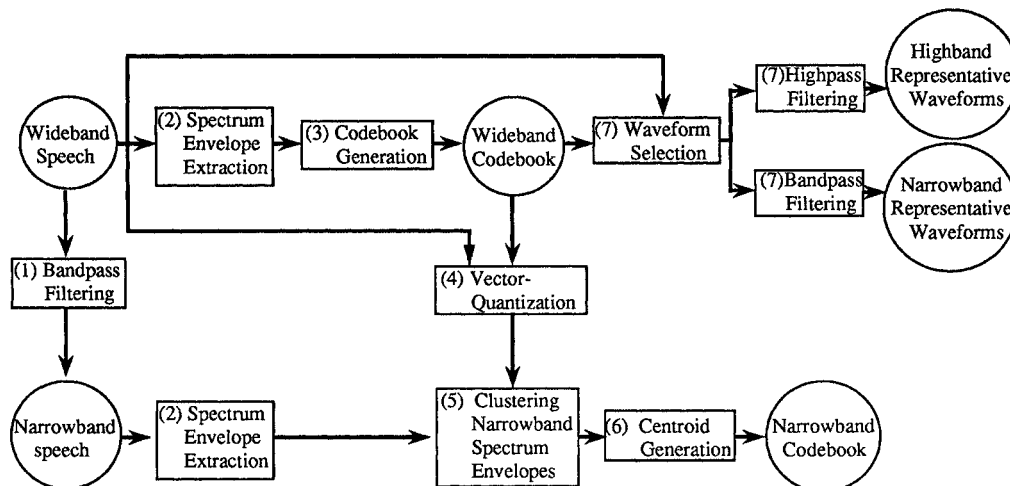 Highband
Representative
Waveforms
(7)Highpass
Filtering
Wideband
Speech
(2) Spectrum
Envelope
Extraction
(3) Codebook
Generation
Wideband
Codebook
(7) Waveform
Selection
(7)Bandpass
Filtering
Narrowband
Representative
Waveforms
(1) Bandpass
Filtering
(4) Vector-
Quantization
Narrowband
speech
(2) Spectrum
Envelope
Extraction
(5) Clustering
Narrowband
Spectrum
Envelopes
(6) Centroid
Generation
Narrowband
Codebook